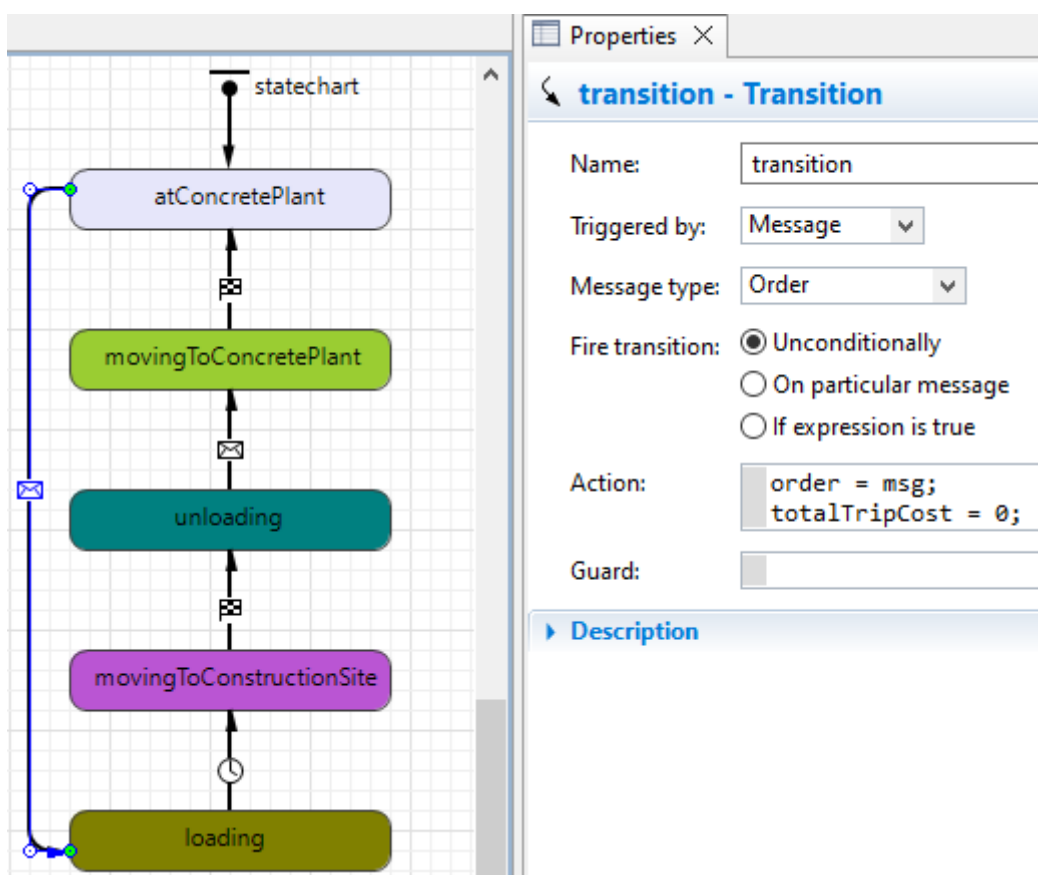 statechart
atConcretePlant
movingToConcretePlant
unloading
movingToConstructionSite
loading
Properties
transition - Transition
Name: transition
Triggered by: Message
Message type: Order
Fire transition: Unconditionally
On particular message
If expression is true
Action: order = msg;
totalTripCost = 0;
Guard:
Description